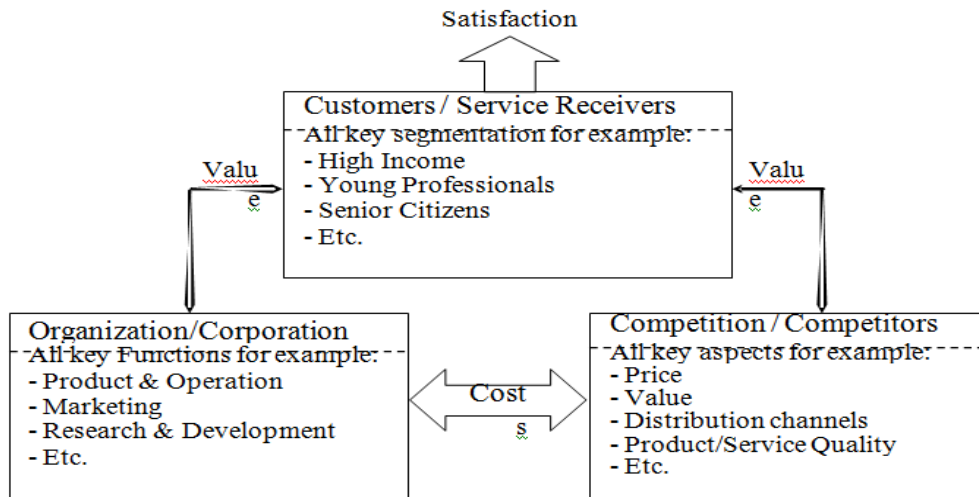 Satisfaction
Customers / Service Receivers
All key segmentation for example:
- High Income
- Young Professionals
- Senior Citizens
- Etc.
Valu
e
Valu
e
Organization/Corporation
All key Functions for example:
- Product & Operation
- Marketing
- Research & Development
- Etc.
Cost
s
Competition / Competitors
All key aspects for example:
- Price
- Value
- Distribution channels
- Product/Service Quality
- Etc.